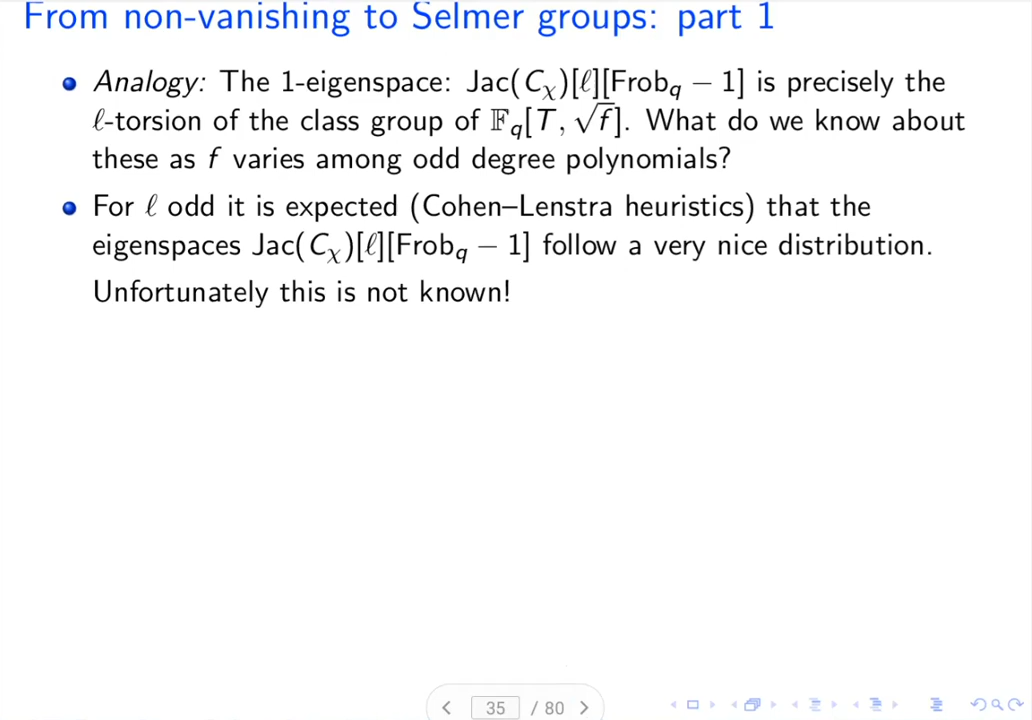 From non-vanishing to Selmer groups: part 1
Analogy: The 1-eigenspace: Jac(C_χ)[ℓ][Frob_q − 1] is precisely the
ℓ-torsion of the class group of 𝔽_q[T, √f]. What do we know about
these as f varies among odd degree polynomials?
For ℓ odd it is expected (Cohen–Lenstra heuristics) that the
eigenspaces Jac(C_χ)[ℓ][Frob_q − 1] follow a very nice distribution.
Unfortunately this is not known!
35 / 80